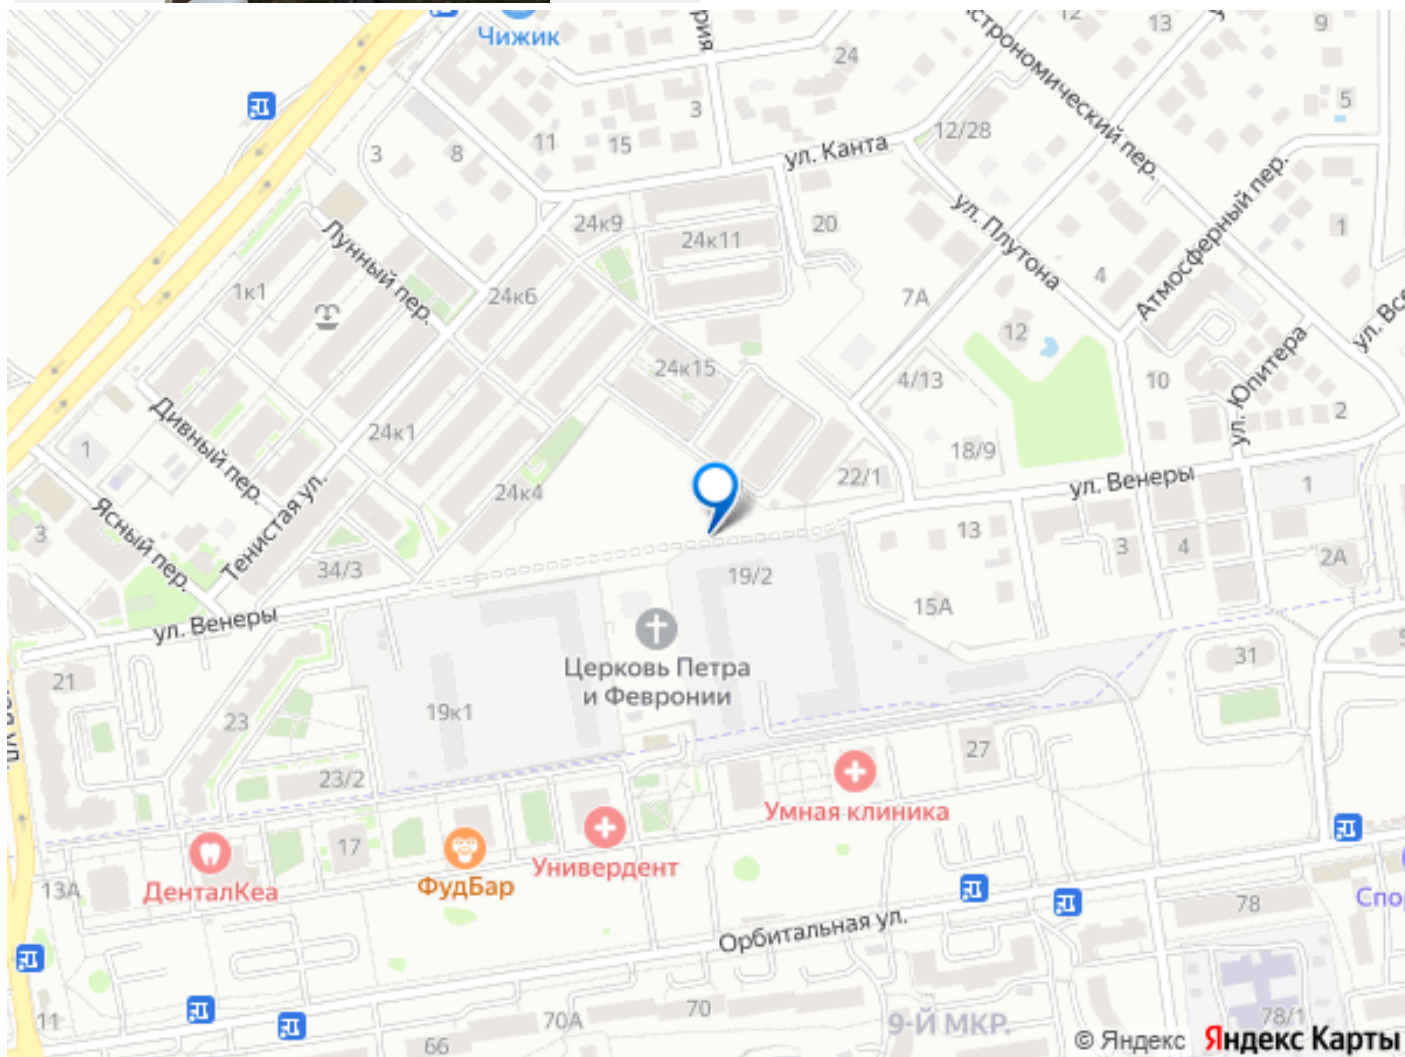 Чижик
24
12
13
9
5
3
11
15
3
8
12/28
ул. Канта
Астрономический пер.
24к9
24к11
20
ул. Плутона
4
1
Атмосферный пер.
1к1
Лунный пер.
24к6
7А
12
ул. Юпитера
24к15
4/13
10
2
Дивный пер.
24к1
1
18/9
22/1
ул. Венеры
24к4
3
Ясный пер.
Тенистая ул.
13
3
4
1
2А
34/3
19/2
15А
ул. Венеры
Церковь Петра
и Февронии
21
23
19к1
31
23/2
27
Умная клиника
17
ДенталКеа
ФудБар
Универдент
13А
Орбитальная ул.
78
11
70А
70
66
9-Й МКР.
78/1
© Яндекс Яндекс Карты